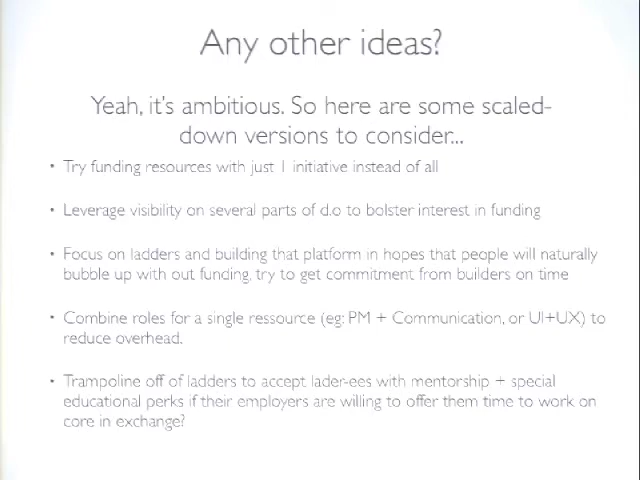 Any other ideas?
Yeah, it's ambitious. So here are some scaled-
down versions to consider...
• Try funding resources with just 1 initiative instead of all
• Leverage visibility on several parts of d.o to bolster interest in funding
• Focus on ladders and building that platform in hopes that people will naturally
bubble up with out funding, try to get commitment from builders on time
• Combine roles for a single ressource (eg: PM + Communication, or UI+UX) to
reduce overhead.
• Trampoline off of ladders to accept lader-ees with mentorship + special
educational perks if their employers are willing to offer them time to work on
core in exchange?